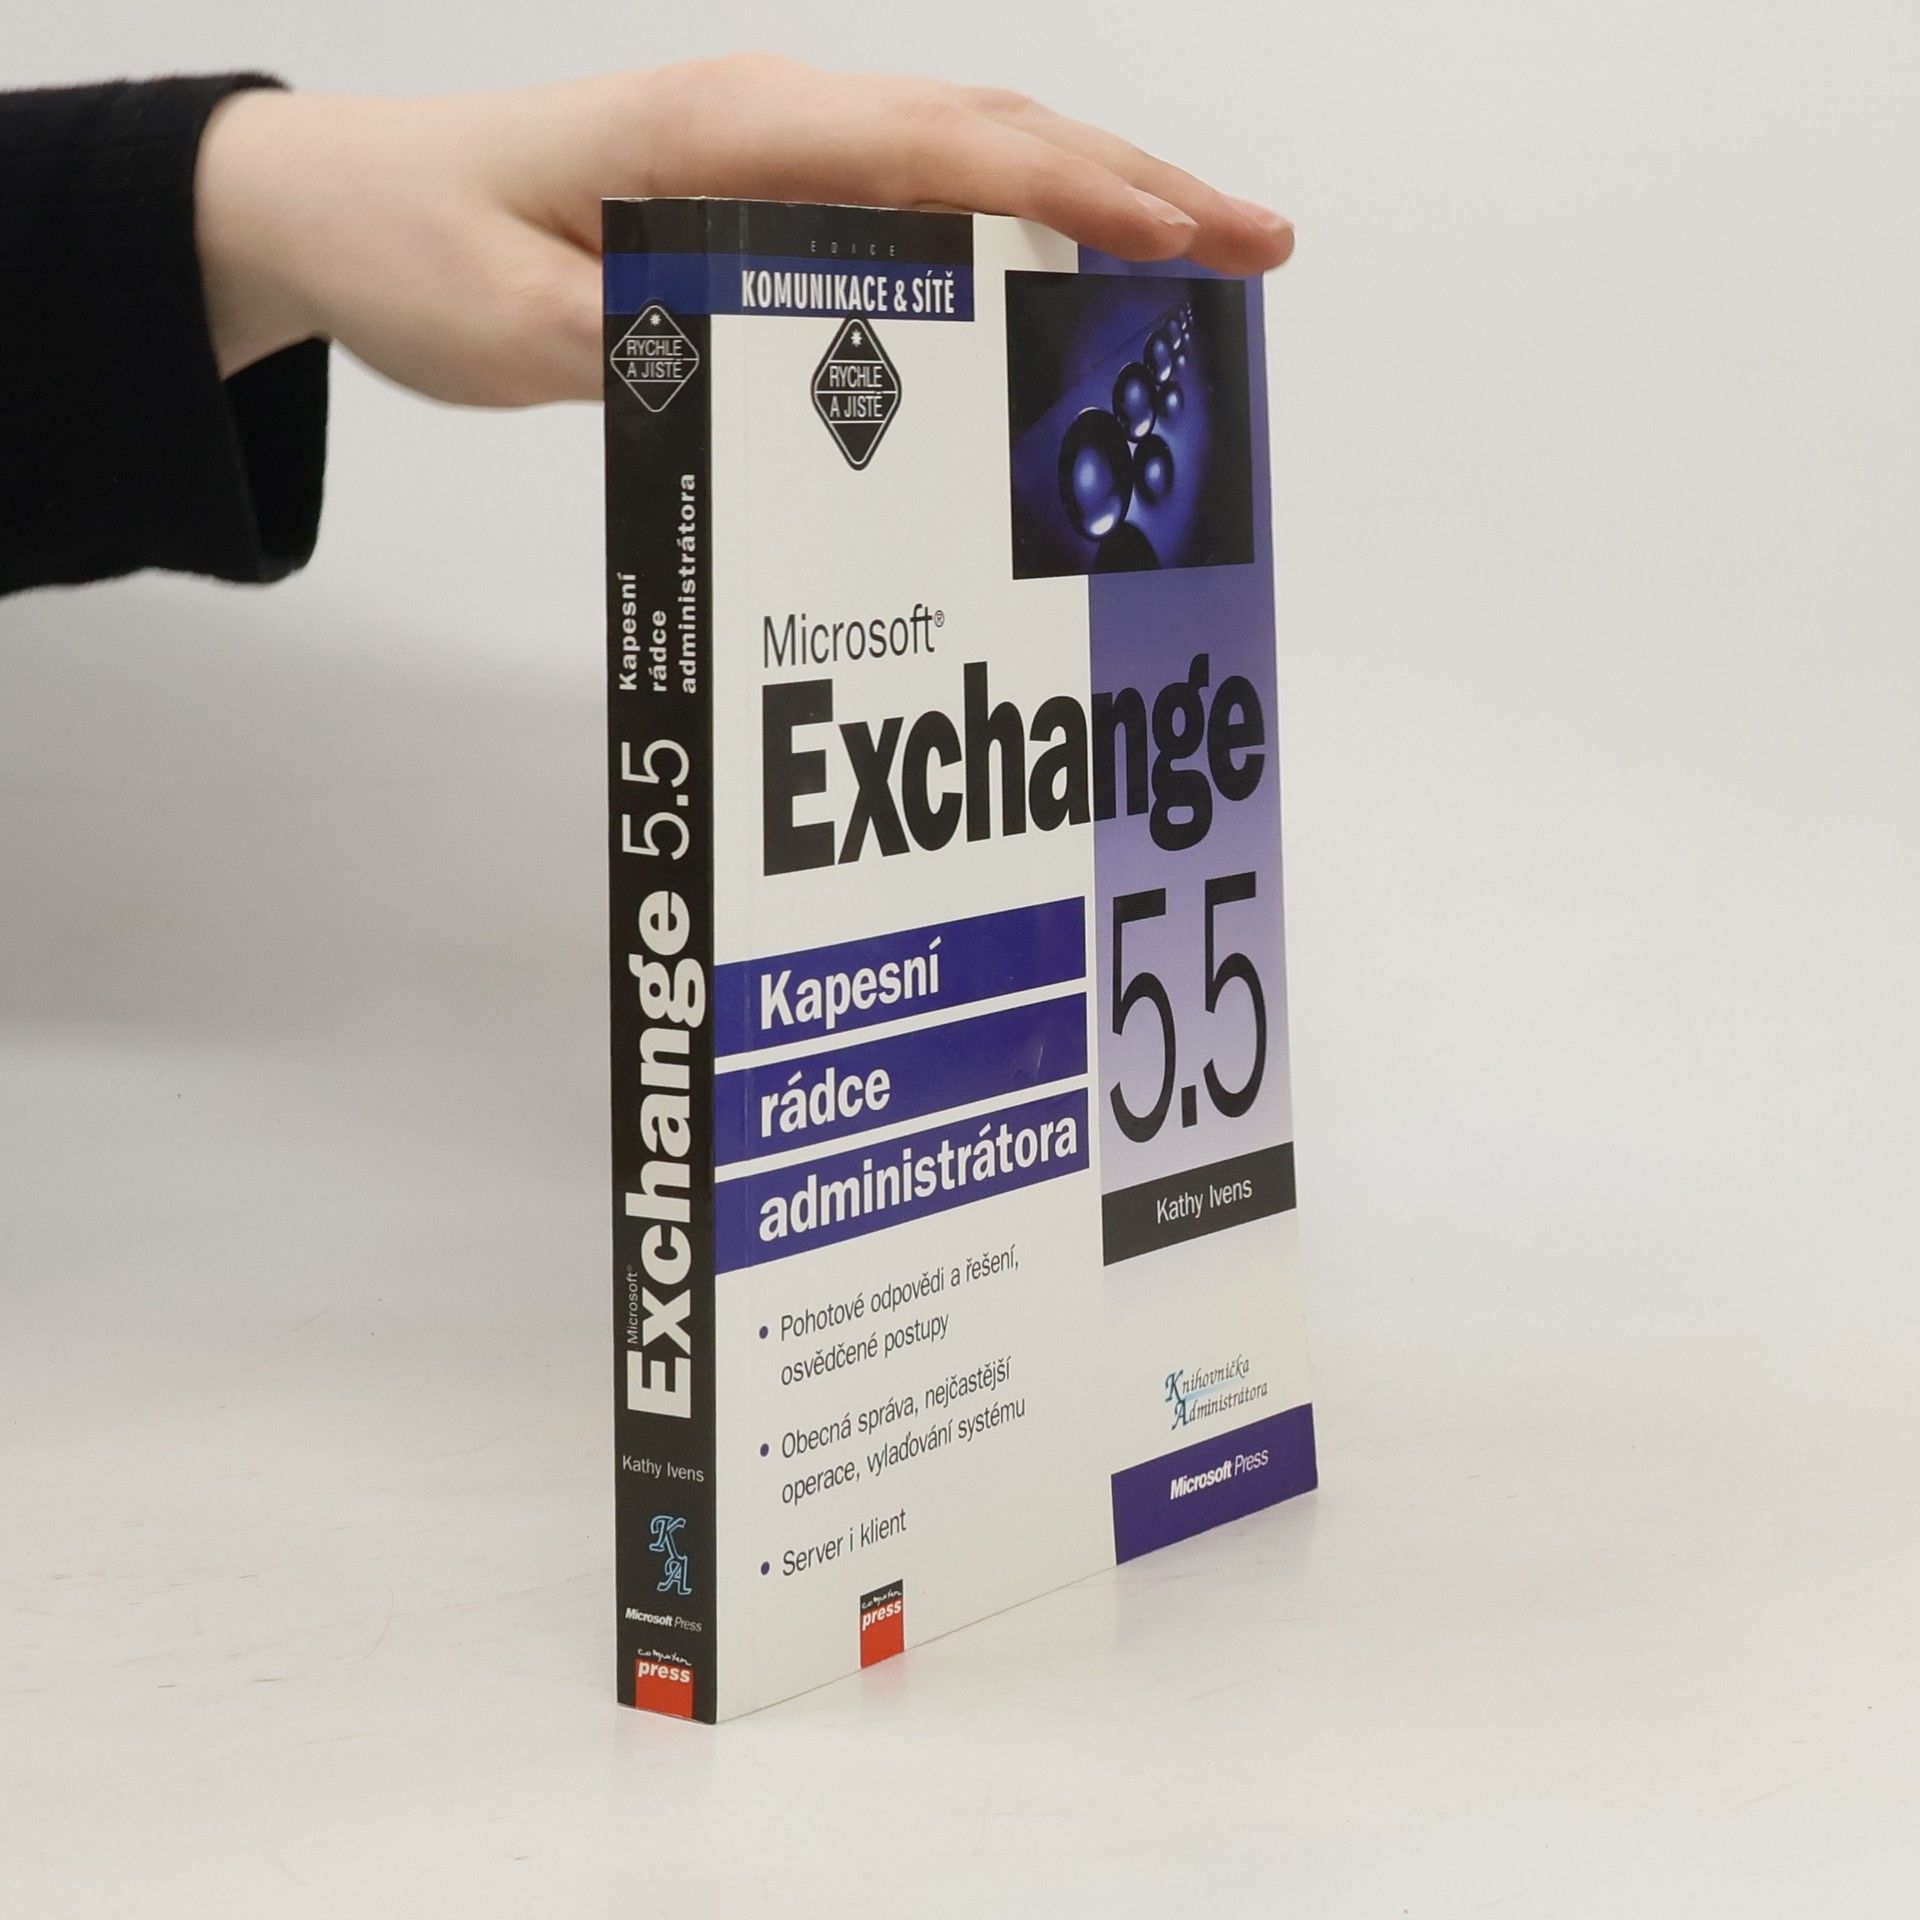 EDICE
KOMUNIKACE & SÍTĚ
RYCHLE
A JISTĚ
Microsoft®
Exchange
5.5
Kapesní
rádce
administrátora
Kathy Ivens
• Pohotové odpovědi a řešení,
osvědčené postupy
• Obecná správa, nejčastější
operace, vylaďování systému
• Server i klient
Knihovnička
Administrátora
Microsoft Press
computer
press
RYCHLE
A JISTĚ
Kapesní
rádce
administrátora
Microsoft®
Exchange 5.5
Kathy Ivens
K
A
Microsoft Press
computer
press